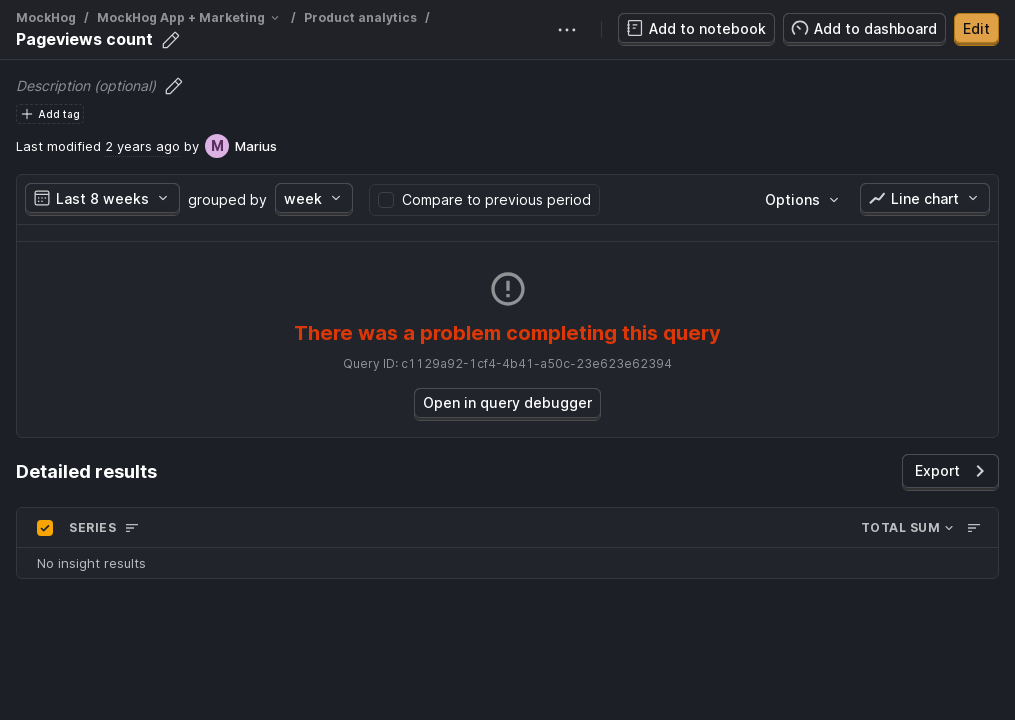 MockHog / MockHog App + Marketing / Product analytics /
Pageviews count
Add to notebook
Add to dashboard
Edit
Description (optional)
Add tag
Last modified 2 years ago by M Marius
Last 8 weeks grouped by week Compare to previous period Options Line chart
There was a problem completing this query
Query ID: c1129a92-1cf4-4b41-a50c-23e623e62394
Open in query debugger
Detailed results
Export
SERIES TOTAL SUM
No insight results